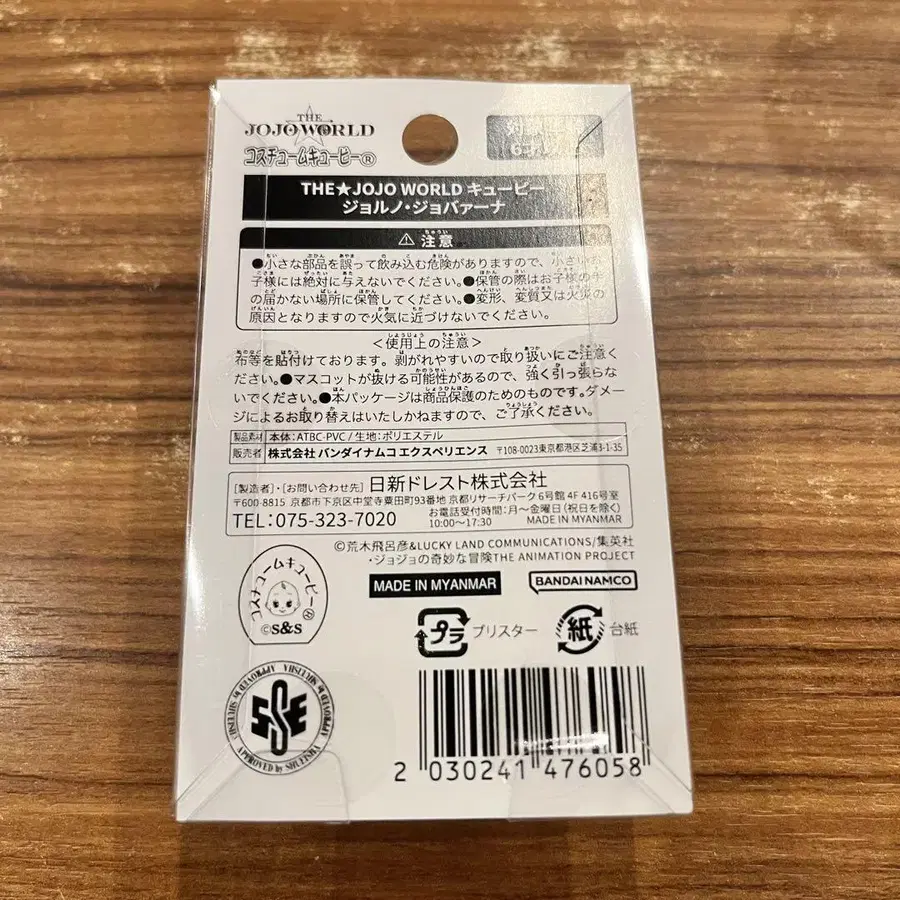 THE
JOJO WORLD
コスチュームキューピー®
THE★JOJO WORLD キューピー
ジョルノ・ジョバァーナ
⚠ 注意
●小さな部品を誤って飲み込む危険がありますので、小さいお
子様には絶対に与えないでください。●保管の際はお子様の手
の届かない場所に保管してください。●変形、変質又は火災の
原因となりますので火気に近づけないでください。
<使用上の注意>
布等を貼付けております。剥がれやすいので取り扱いにご注意く
ださい。●マスコットが抜ける可能性があるので、強く引っ張らな
いでください。●本パッケージは商品保護のためのものです。ダメー
ジによるお取り替えはいたしかねますので、ご了承ください。
製品素材 本体:ATBC-PVC / 生地:ポリエステル
販売者 株式会社 バンダイナムコ エクスペリエンス 〒108-0023東京都港区芝浦3-1-35
[製造者]・[お問い合わせ先] 日新ドレスト株式会社
〒600-8815 京都市下京区中堂寺粟田町93番地 京都リサーチパーク6号館 4F 416号室
TEL:075-323-7020 お電話受付時間:月〜金曜日(祝日を除く)
10:00〜17:30 MADE IN MYANMAR
©荒木飛呂彦&LUCKY LAND COMMUNICATIONS/集英社
・ジョジョの奇妙な冒険THE ANIMATION PROJECT
MADE IN MYANMAR
BANDAI NAMCO
コスチュームキューピー®
©S&S
プラ ブリスター
紙 台紙
APPROVED by SHUEISHA
SSE
2 030241 476058